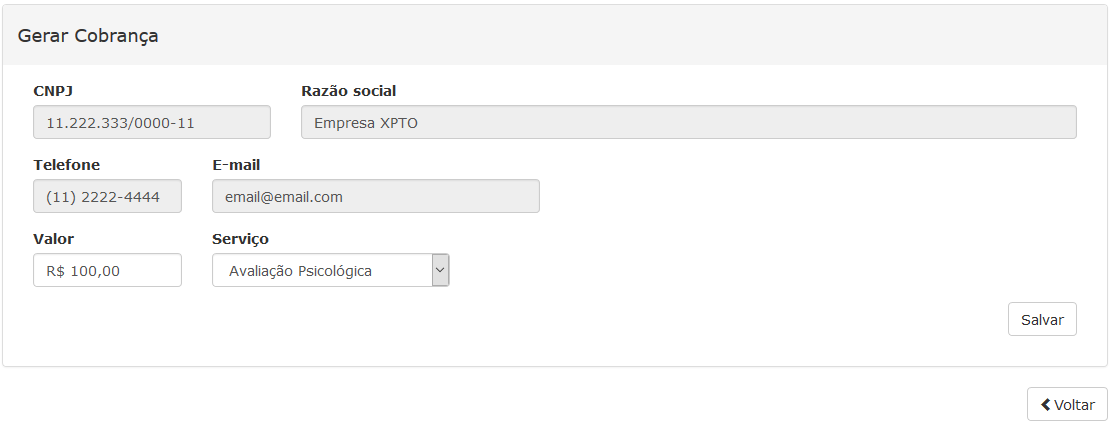 Gerar Cobrança
CNPJ Razão social
11.222.333/0000-11 Empresa XPTO
Telefone E-mail
(11) 2222-4444 email@email.com
Valor Serviço
R$ 100,00 Avaliação Psicológica
Salvar
Voltar